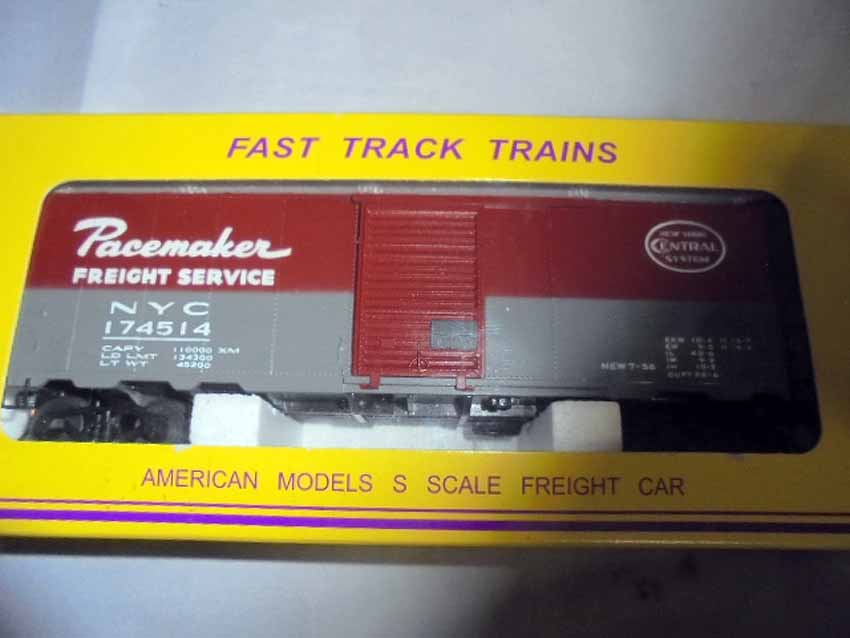 FAST TRACK TRAINS
Pacemaker
FREIGHT SERVICE
NYC
174514
CAPY 110000 XM
LD LMT 134300
LT WT 45200
NEW YORK
CENTRAL
SYSTEM
NEW 7-56
AMERICAN MODELS S SCALE FREIGHT CAR